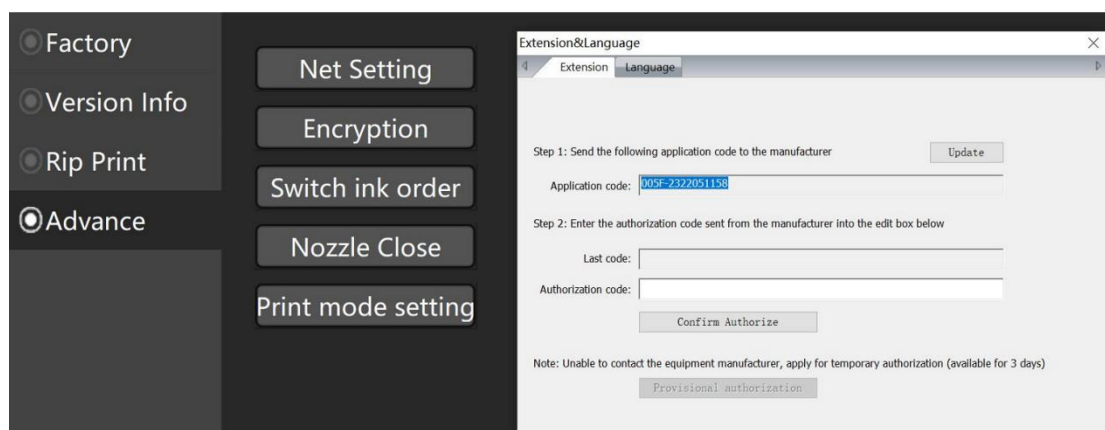 Factory
Version Info
Rip Print
Advance
Net Setting
Encryption
Switch ink order
Nozzle Close
Print mode setting
Extension&Language
Extension Language
Step 1: Send the following application code to the manufacturer Update
Application code: 005F-2322051158
Step 2: Enter the authorization code sent from the manufacturer into the edit box below
Last code:
Authorization code:
Confirm Authorize
Note: Unable to contact the equipment manufacturer, apply for temporary authorization (available for 3 days)
Provisional authorization